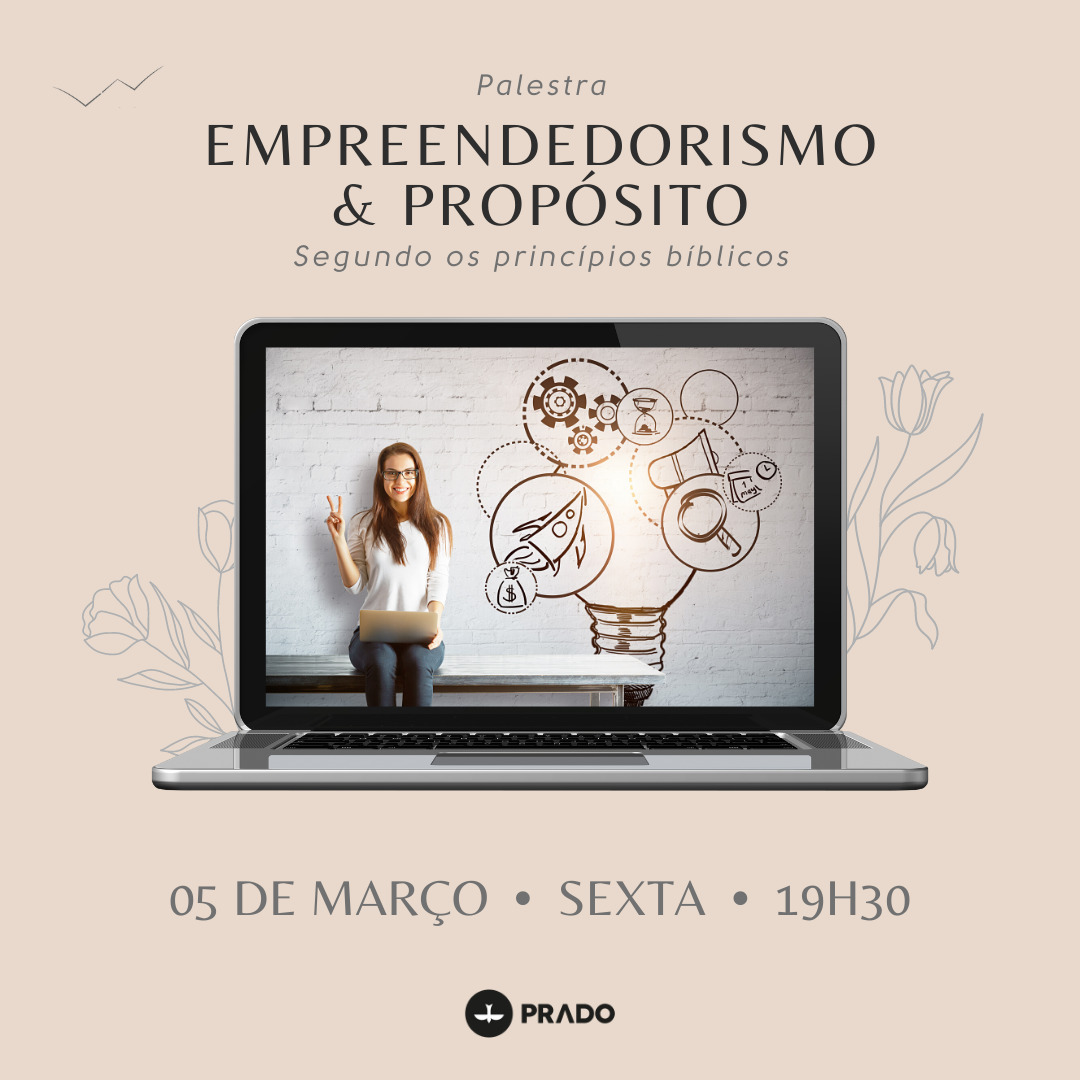 Palestra
EMPREENDEDORISMO
& PROPÓSITO
Segundo os princípios bíblicos
$
05 DE MARÇO • SEXTA • 19H30
PRADO